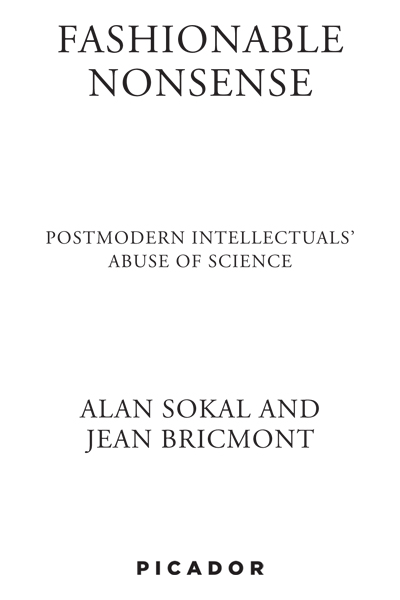 FASHIONABLE
NONSENSE
POSTMODERN INTELLECTUALS’
ABUSE OF SCIENCE
ALAN SOKAL AND
JEAN BRICMONT
PICADOR